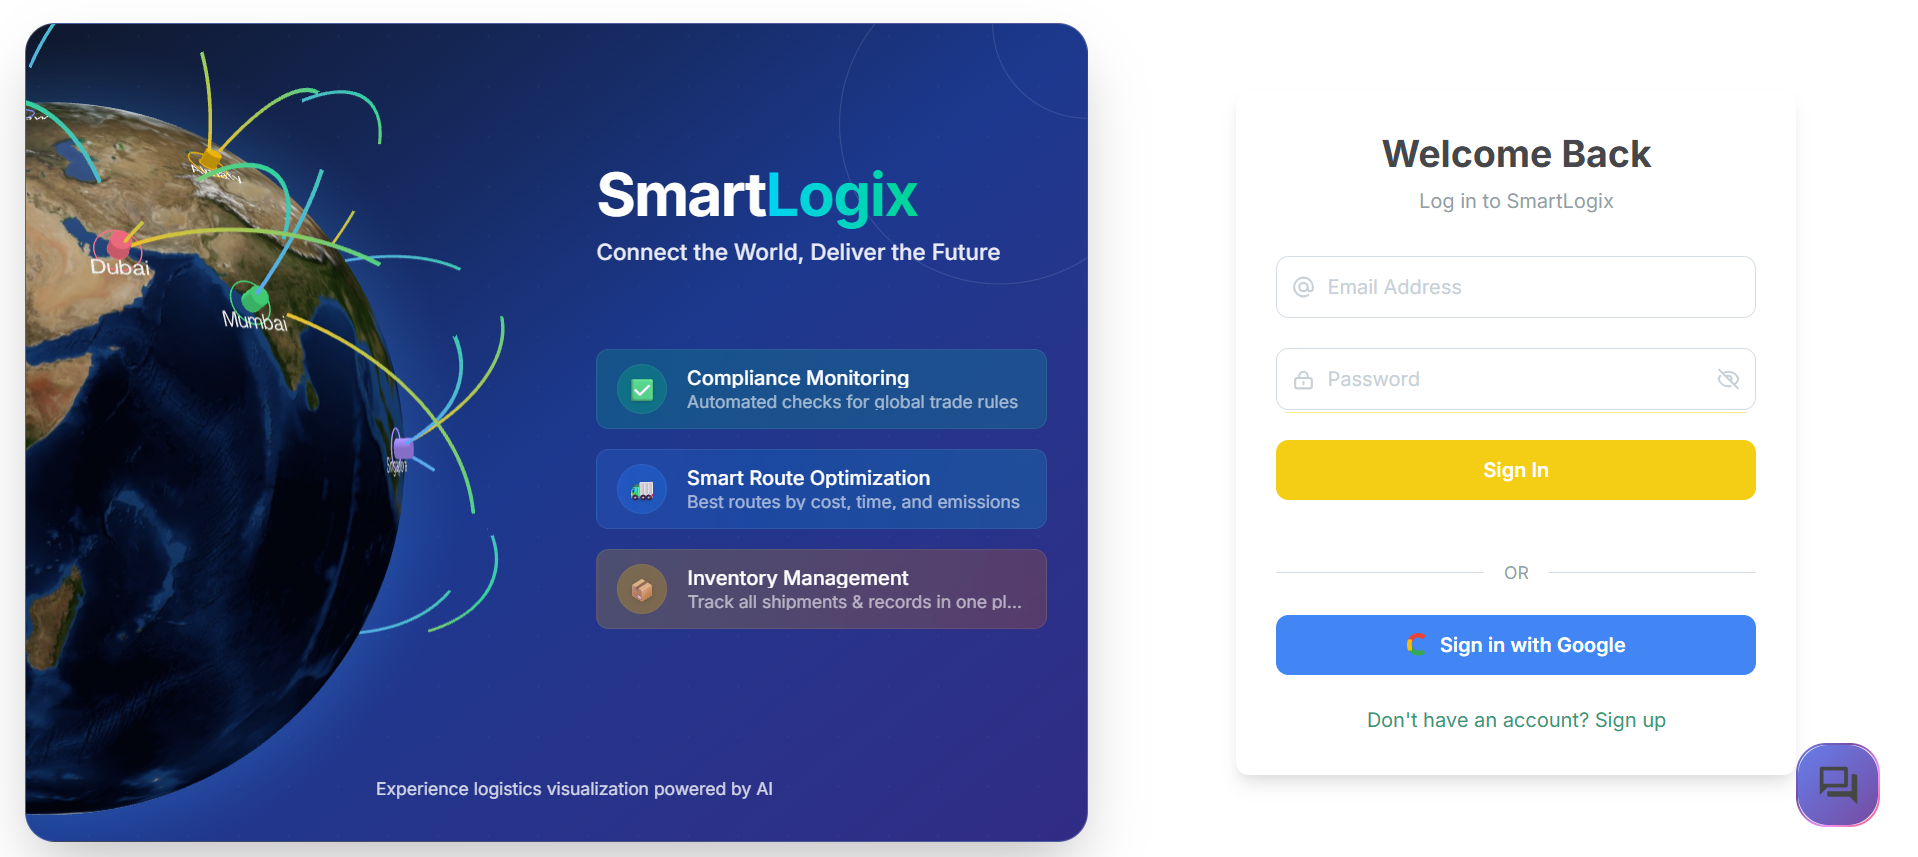 Almaty
Dubai
Mumbai
Singapore
SmartLogix
Connect the World, Deliver the Future
Compliance Monitoring
Automated checks for global trade rules
Smart Route Optimization
Best routes by cost, time, and emissions
Inventory Management
Track all shipments & records in one pl...
Experience logistics visualization powered by AI
Welcome Back
Log in to SmartLogix
Email Address
Password
Sign In
OR
Sign in with Google
Don't have an account? Sign up